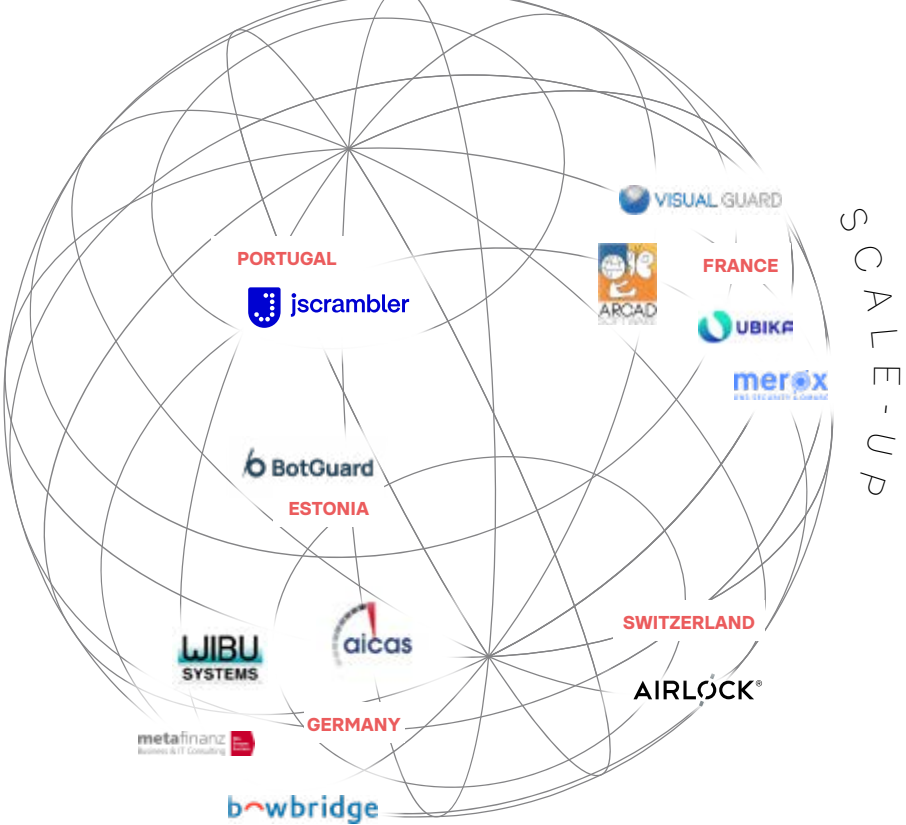 VISUAL GUARD
SCALE-UP
PORTUGAL
FRANCE
jscrambler
ARCAD
SOFTWARE
UBIKA
merox
BotGuard
ESTONIA
SWITZERLAND
WIBU
SYSTEMS
aicas
AIRLOCK®
GERMANY
metafinanz
Business & IT Consulting
bowbridge